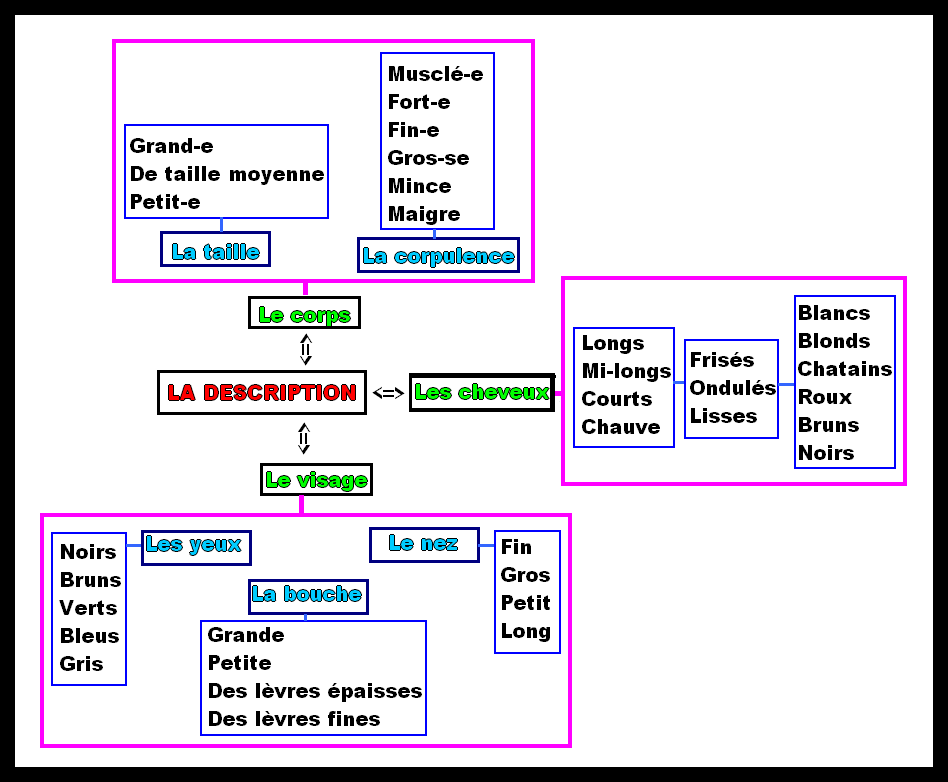 Musclé-e
Fort-e
Fin-e
Gros-se
Mince
Maigre
Grand-e
De taille moyenne
Petit-e
La taille
La corpulence
Le corps
LA DESCRIPTION
<=>
Les cheveux
Longs
Mi-longs
Courts
Chauve
Frisés
Ondulés
Lisses
Blancs
Blonds
Chatains
Roux
Bruns
Noirs
Le visage
Les yeux
Noirs
Bruns
Verts
Bleus
Gris
La bouche
Grande
Petite
Des lèvres épaisses
Des lèvres fines
Le nez
Fin
Gros
Petit
Long